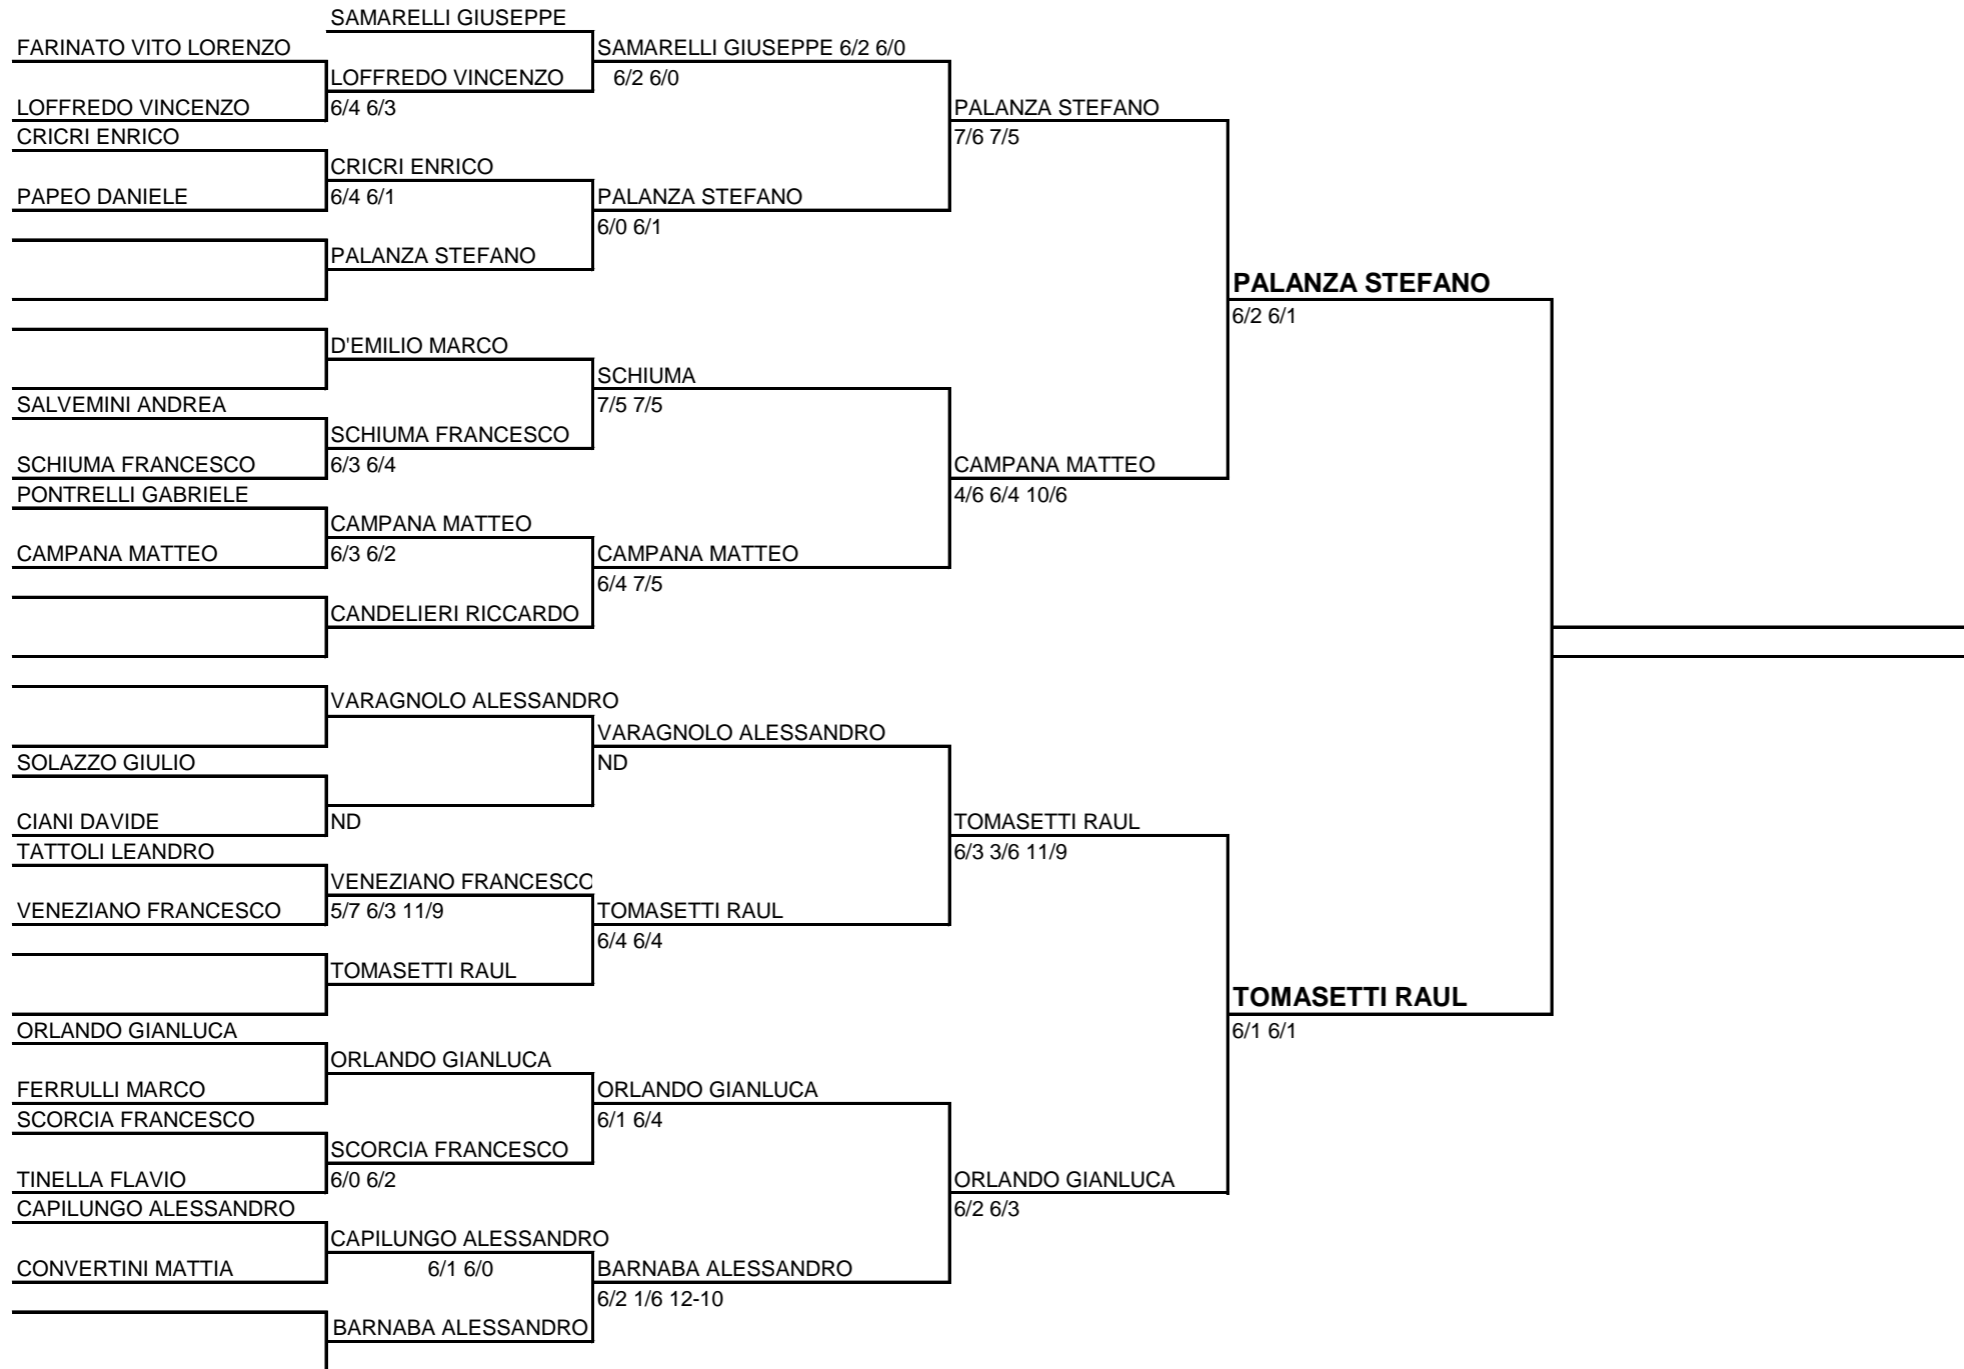 SAMARELLI GIUSEPPE
FARINATO VITO LORENZO
SAMARELLI GIUSEPPE 6/2 6/0
LOFFREDO VINCENZO
6/2 6/0
LOFFREDO VINCENZO
6/4 6/3
PALANZA STEFANO
CRICRI ENRICO
7/6 7/5
CRICRI ENRICO
PAPEO DANIELE
6/4 6/1
PALANZA STEFANO
6/0 6/1
PALANZA STEFANO
PALANZA STEFANO
6/2 6/1
D'EMILIO MARCO
SCHIUMA
SALVEMINI ANDREA
7/5 7/5
SCHIUMA FRANCESCO
SCHIUMA FRANCESCO
6/3 6/4
CAMPANA MATTEO
PONTRELLI GABRIELE
4/6 6/4 10/6
CAMPANA MATTEO
CAMPANA MATTEO
6/3 6/2
CAMPANA MATTEO
6/4 7/5
CANDELIERI RICCARDO
VARAGNOLO ALESSANDRO
VARAGNOLO ALESSANDRO
SOLAZZO GIULIO
ND
CIANI DAVIDE
ND
TOMASETTI RAUL
TATTOLI LEANDRO
6/3 3/6 11/9
VENEZIANO FRANCESCO
VENEZIANO FRANCESCO
5/7 6/3 11/9
TOMASETTI RAUL
6/4 6/4
TOMASETTI RAUL
TOMASETTI RAUL
ORLANDO GIANLUCA
6/1 6/1
ORLANDO GIANLUCA
FERRULLI MARCO
ORLANDO GIANLUCA
SCORCIA FRANCESCO
6/1 6/4
SCORCIA FRANCESCO
TINELLA FLAVIO
6/0 6/2
ORLANDO GIANLUCA
CAPILUNGO ALESSANDRO
6/2 6/3
CAPILUNGO ALESSANDRO
CONVERTINI MATTIA
6/1 6/0
BARNABA ALESSANDRO
6/2 1/6 12-10
BARNABA ALESSANDRO